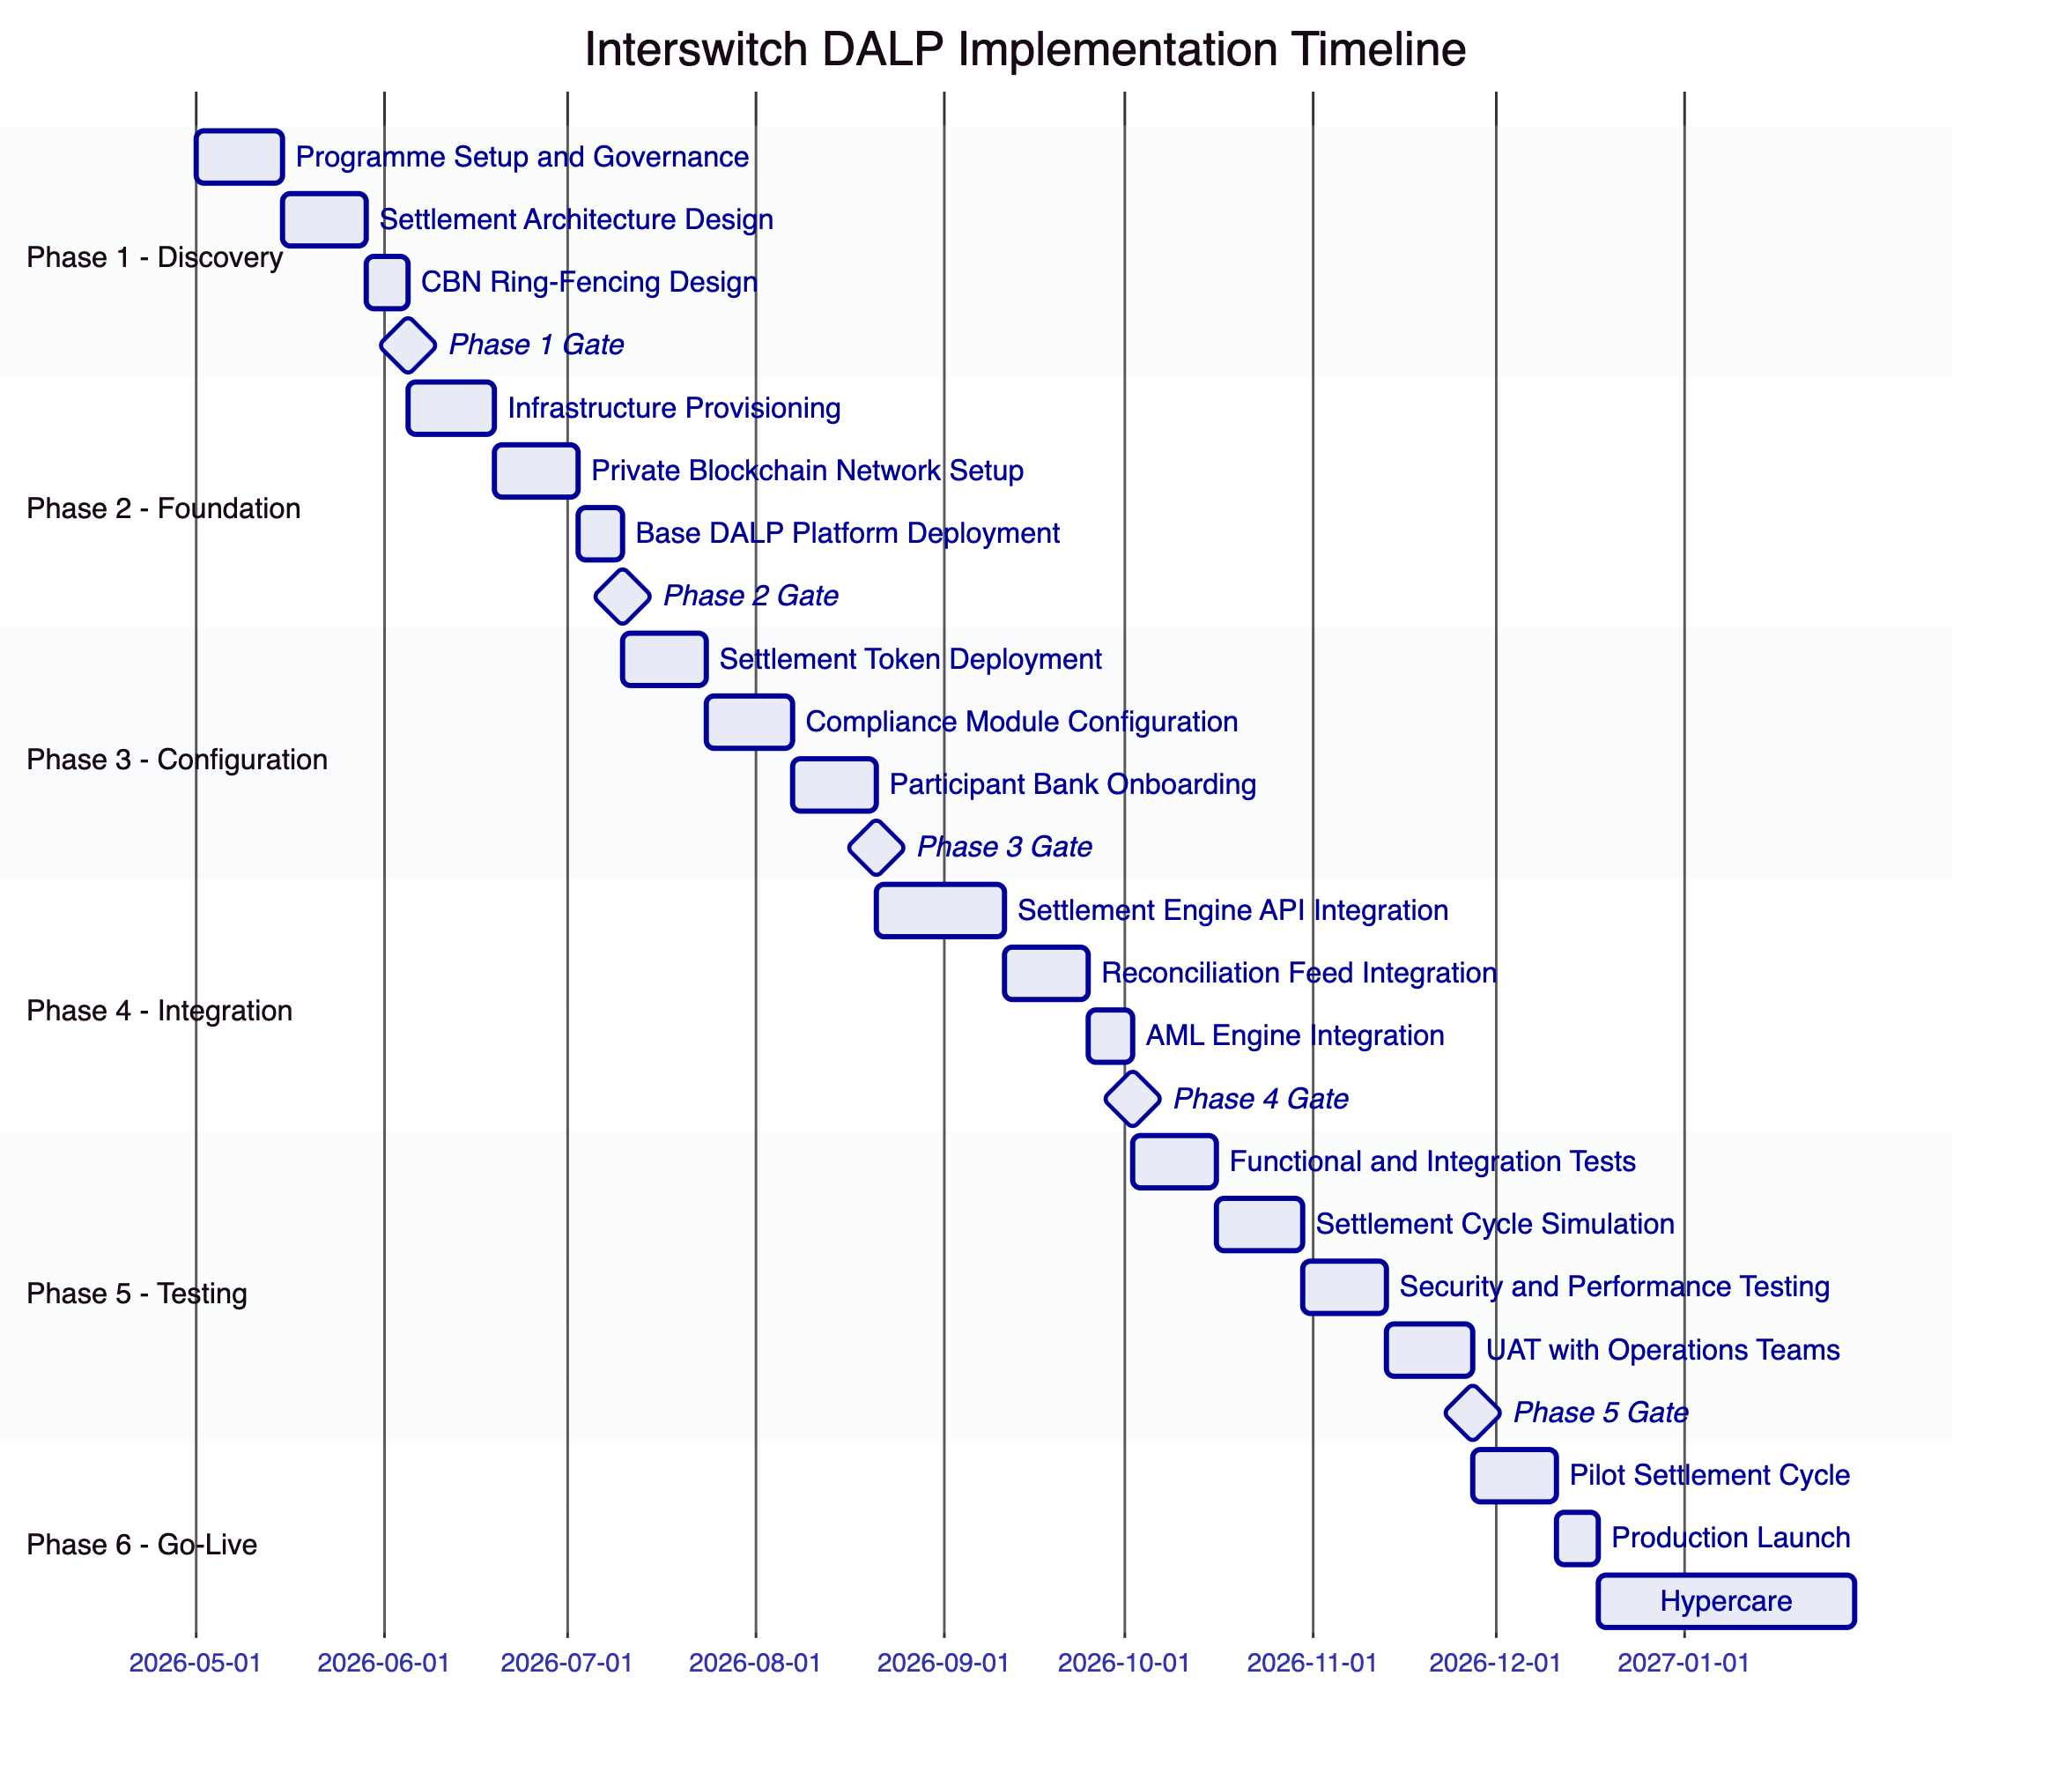 Interswitch DALP Implementation Timeline
Programme Setup and Governance
Settlement Architecture Design
Phase 1 - Discovery
CBN Ring-Fencing Design
Phase 1 Gate
Infrastructure Provisioning
Private Blockchain Network Setup
Phase 2 - Foundation
Base DALP Platform Deployment
Phase 2 Gate
Settlement Token Deployment
Compliance Module Configuration
Phase 3 - Configuration
Participant Bank Onboarding
Phase 3 Gate
Settlement Engine API Integration
Reconciliation Feed Integration
Phase 4 - Integration
AML Engine Integration
Phase 4 Gate
Functional and Integration Tests
Settlement Cycle Simulation
Phase 5 - Testing
Security and Performance Testing
UAT with Operations Teams
Phase 5 Gate
Pilot Settlement Cycle
Production Launch
Phase 6 - Go-Live
Hypercare
2026-05-01
2026-06-01
2026-07-01
2026-08-01
2026-09-01
2026-10-01
2026-11-01
2026-12-01
2027-01-01